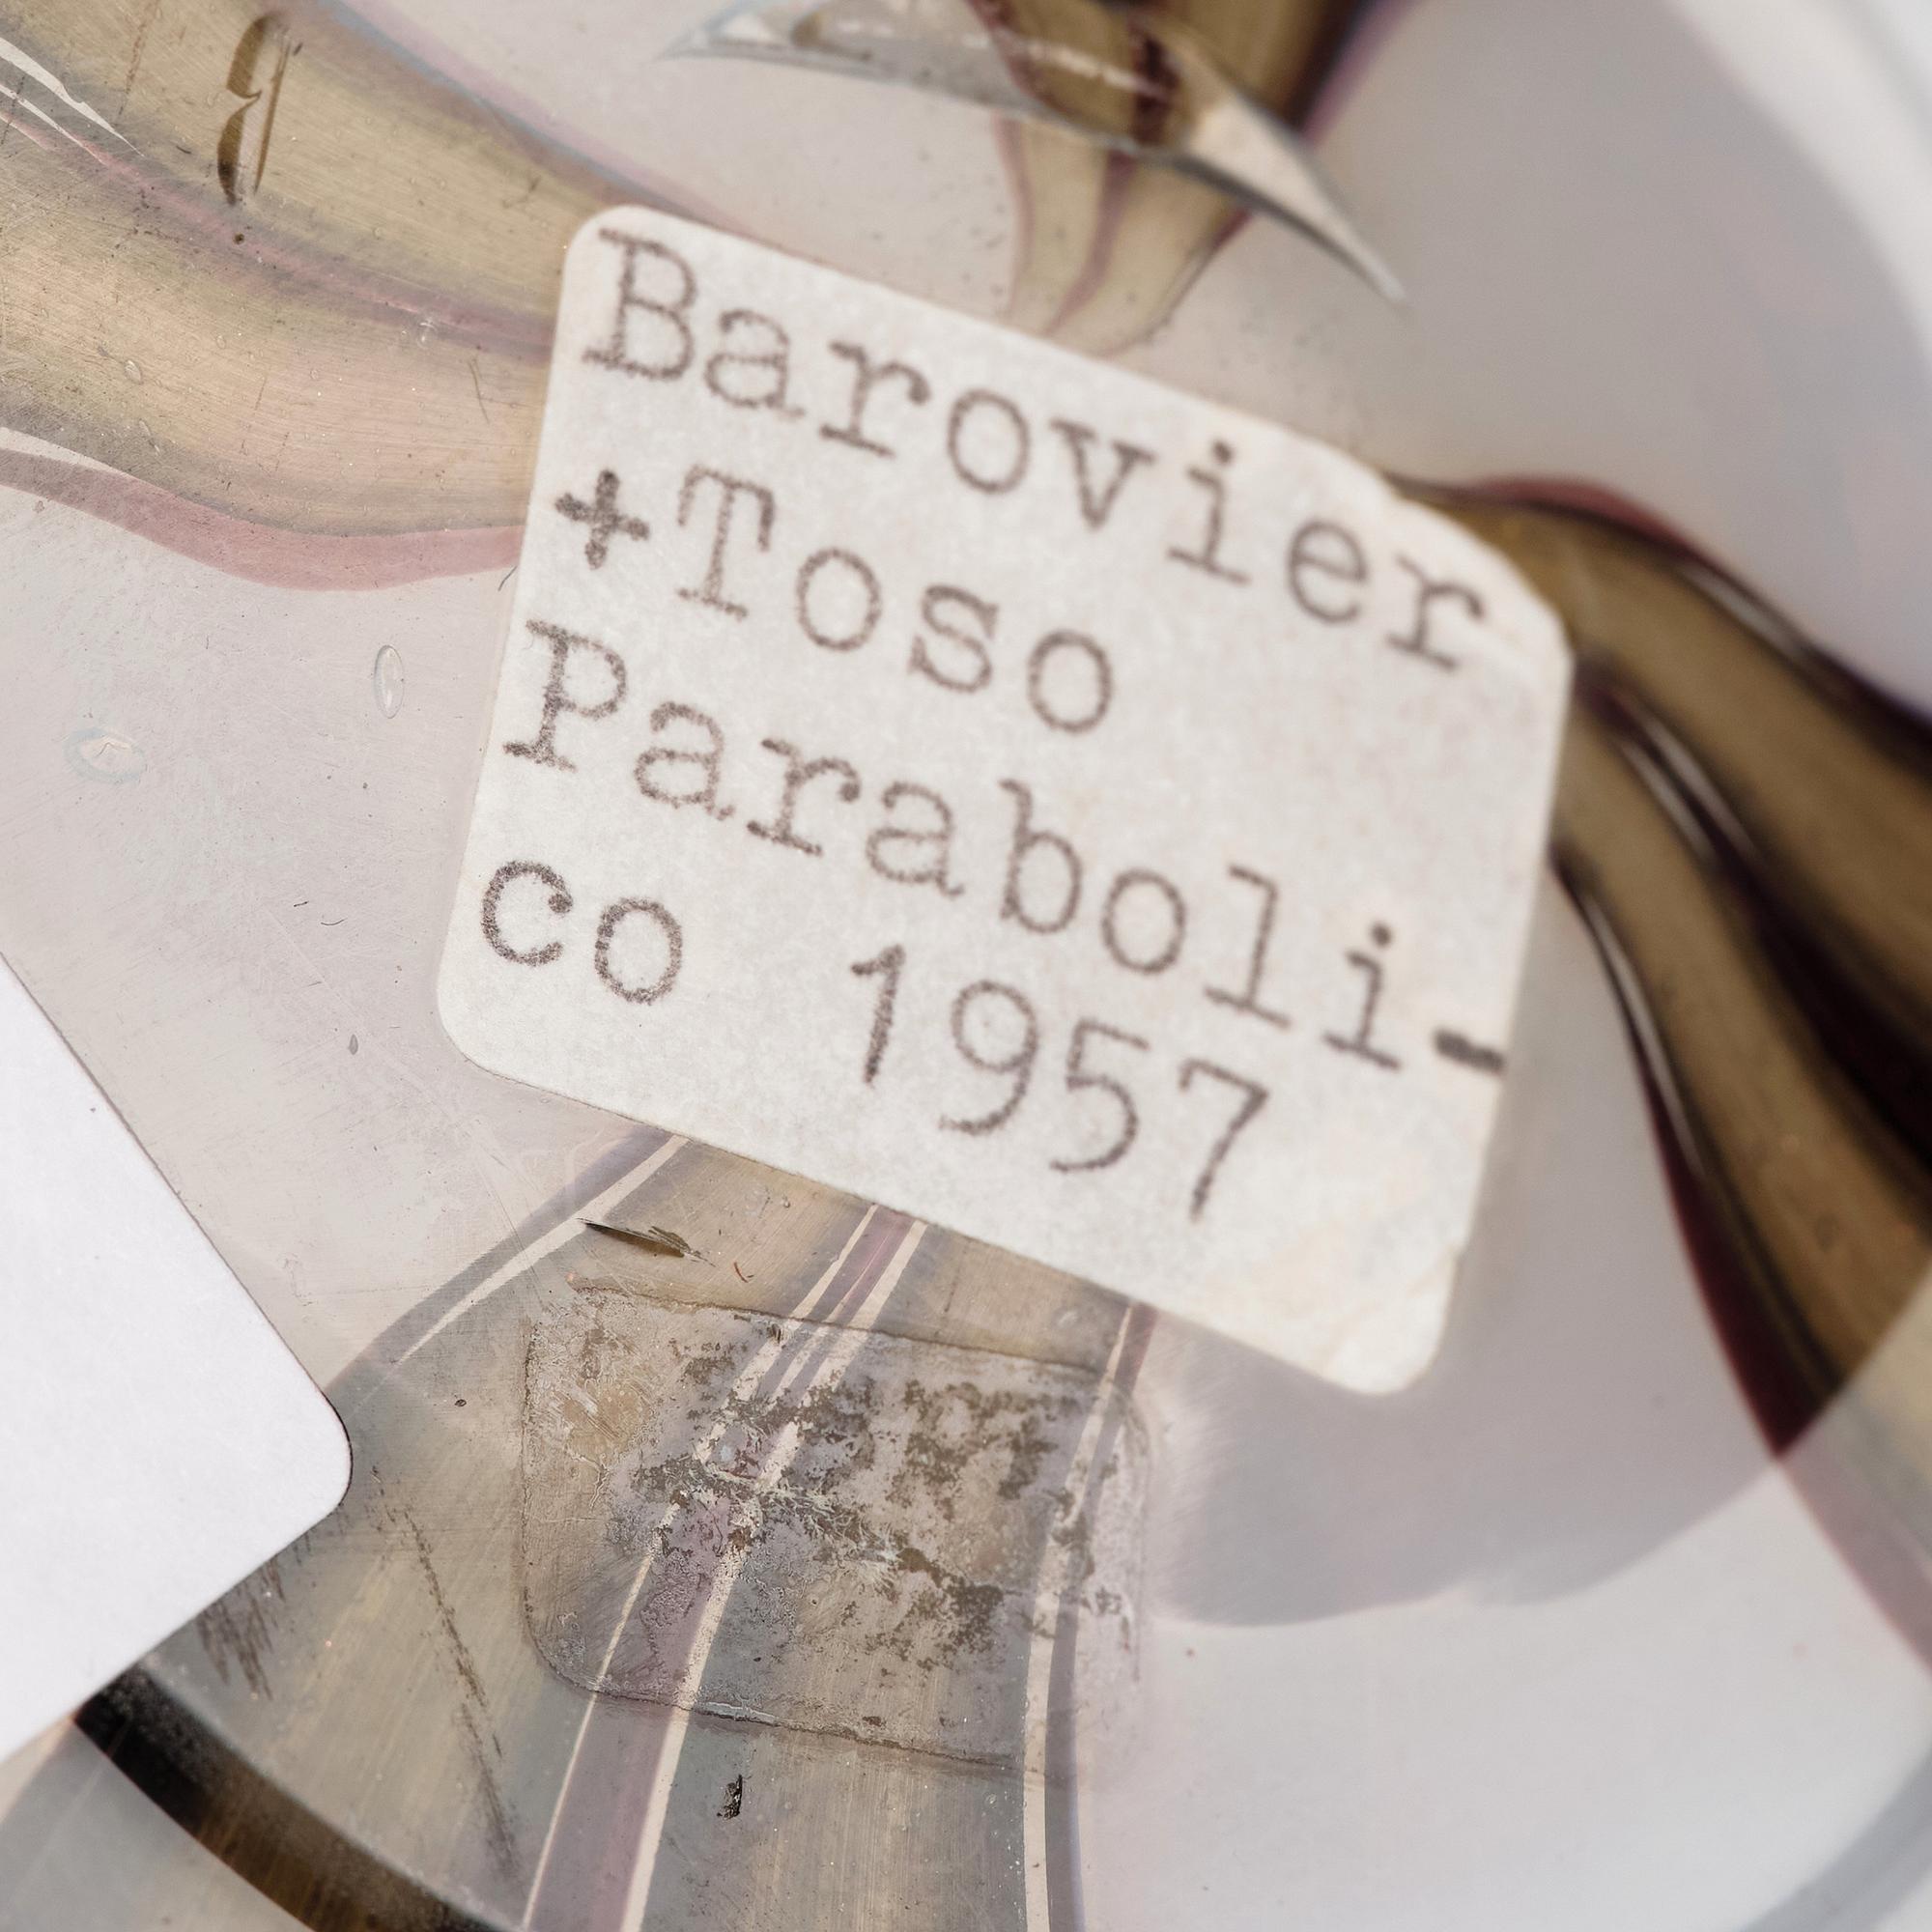 Barovier
+Toso
Paraboli-
co 1957